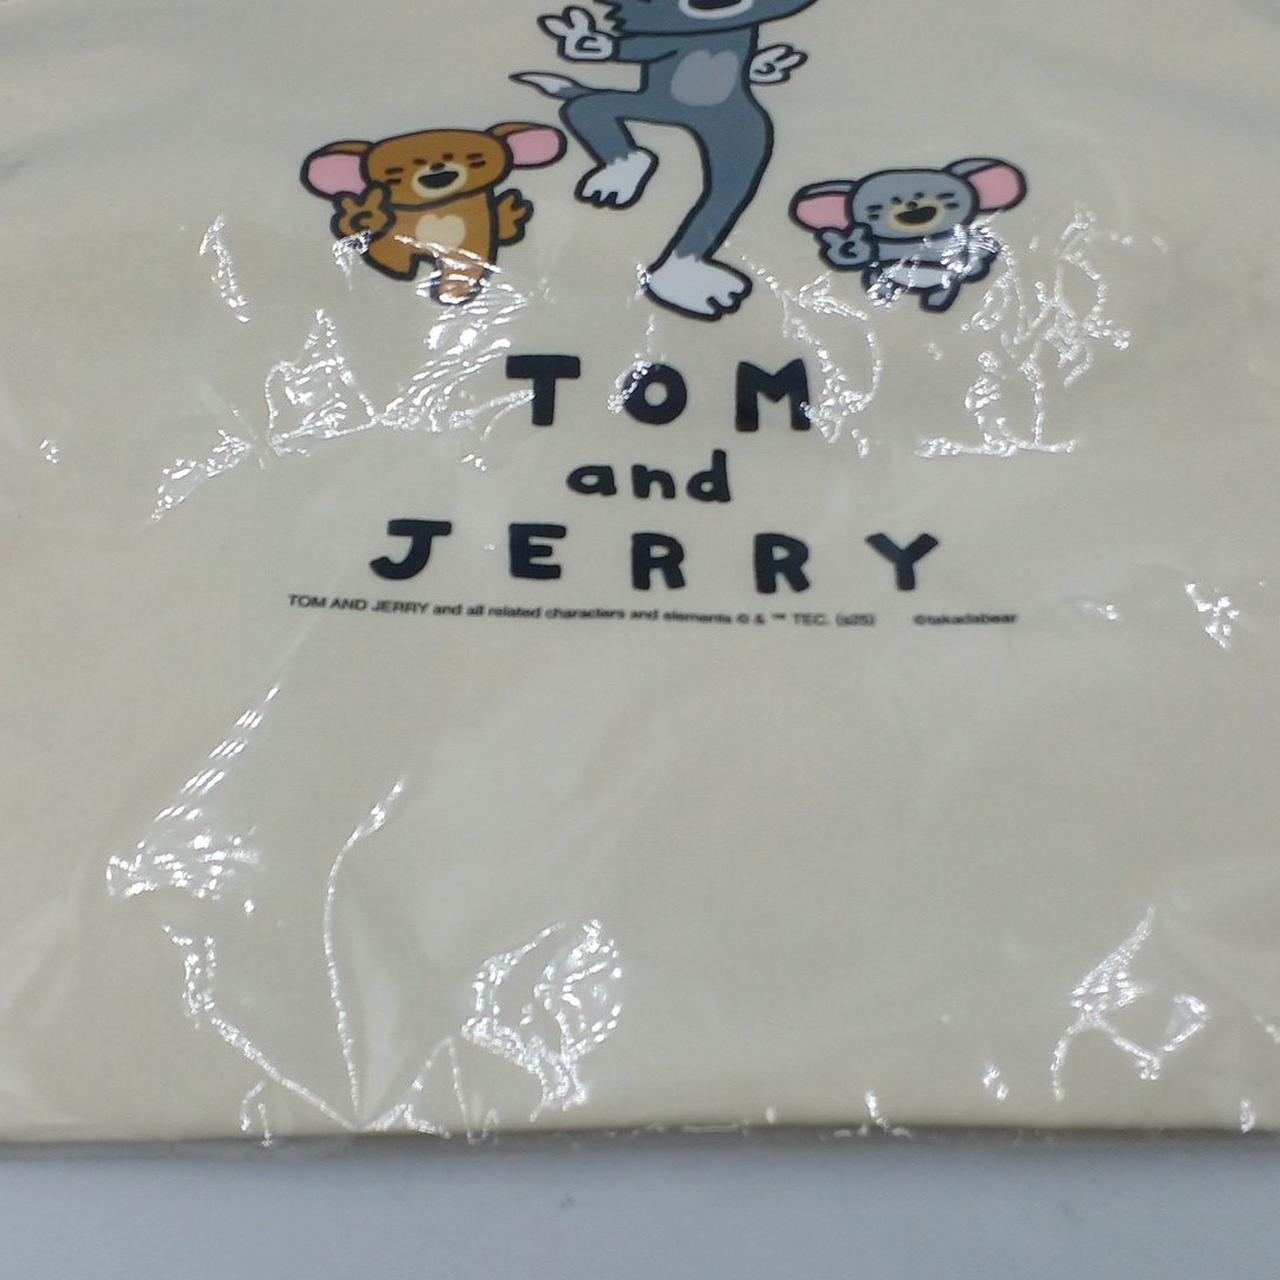 TOM
and
JERRY
TOM AND JERRY and all related characters and elements © & ™ TEC. (s25) ©takadabear